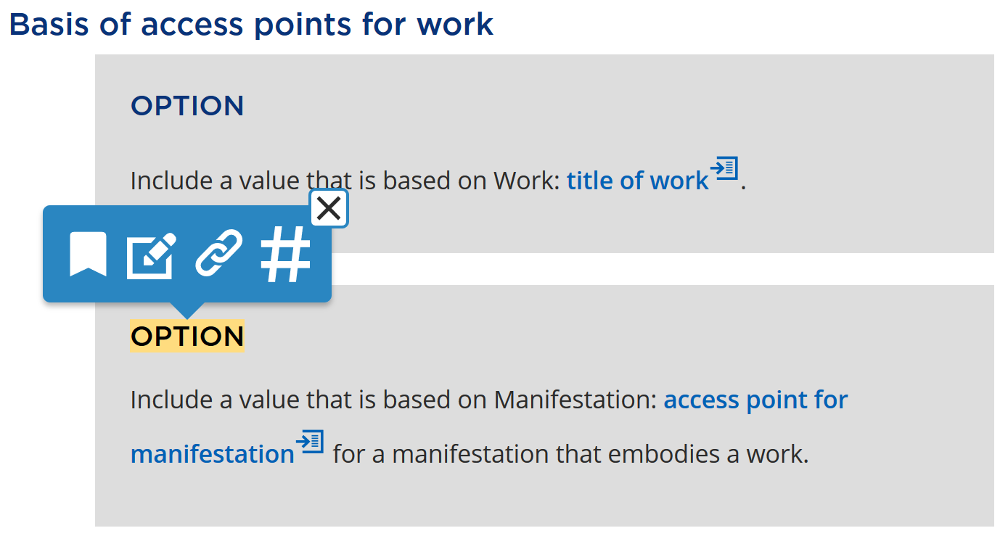 Basis of access points for work
OPTION
Include a value that is based on Work: title of work.
#
OPTION
Include a value that is based on Manifestation: access point for
manifestation for a manifestation that embodies a work.